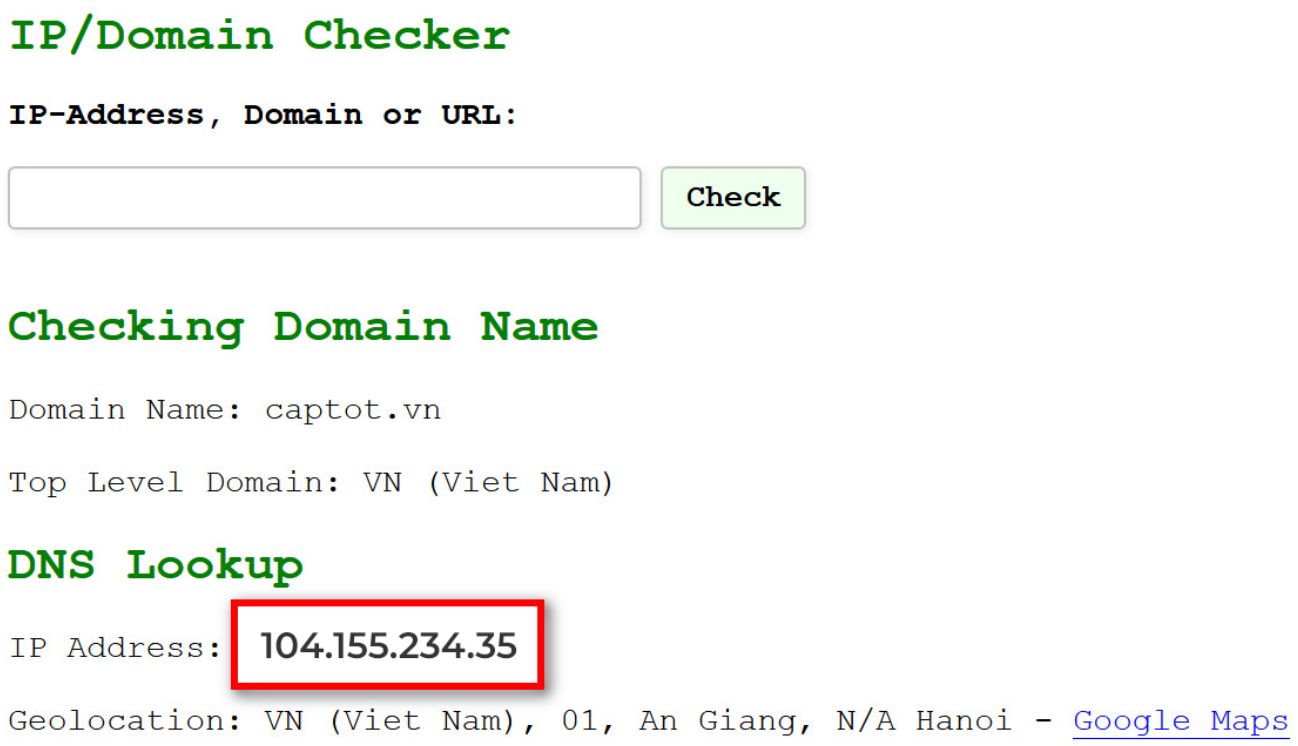 IP/Domain Checker
IP-Address, Domain or URL:
Check
Checking Domain Name
Domain Name: captot.vn
Top Level Domain: VN (Viet Nam)
DNS Lookup
IP Address: 104.155.234.35
Geolocation: VN (Viet Nam), 01, An Giang, N/A Hanoi - Google Maps